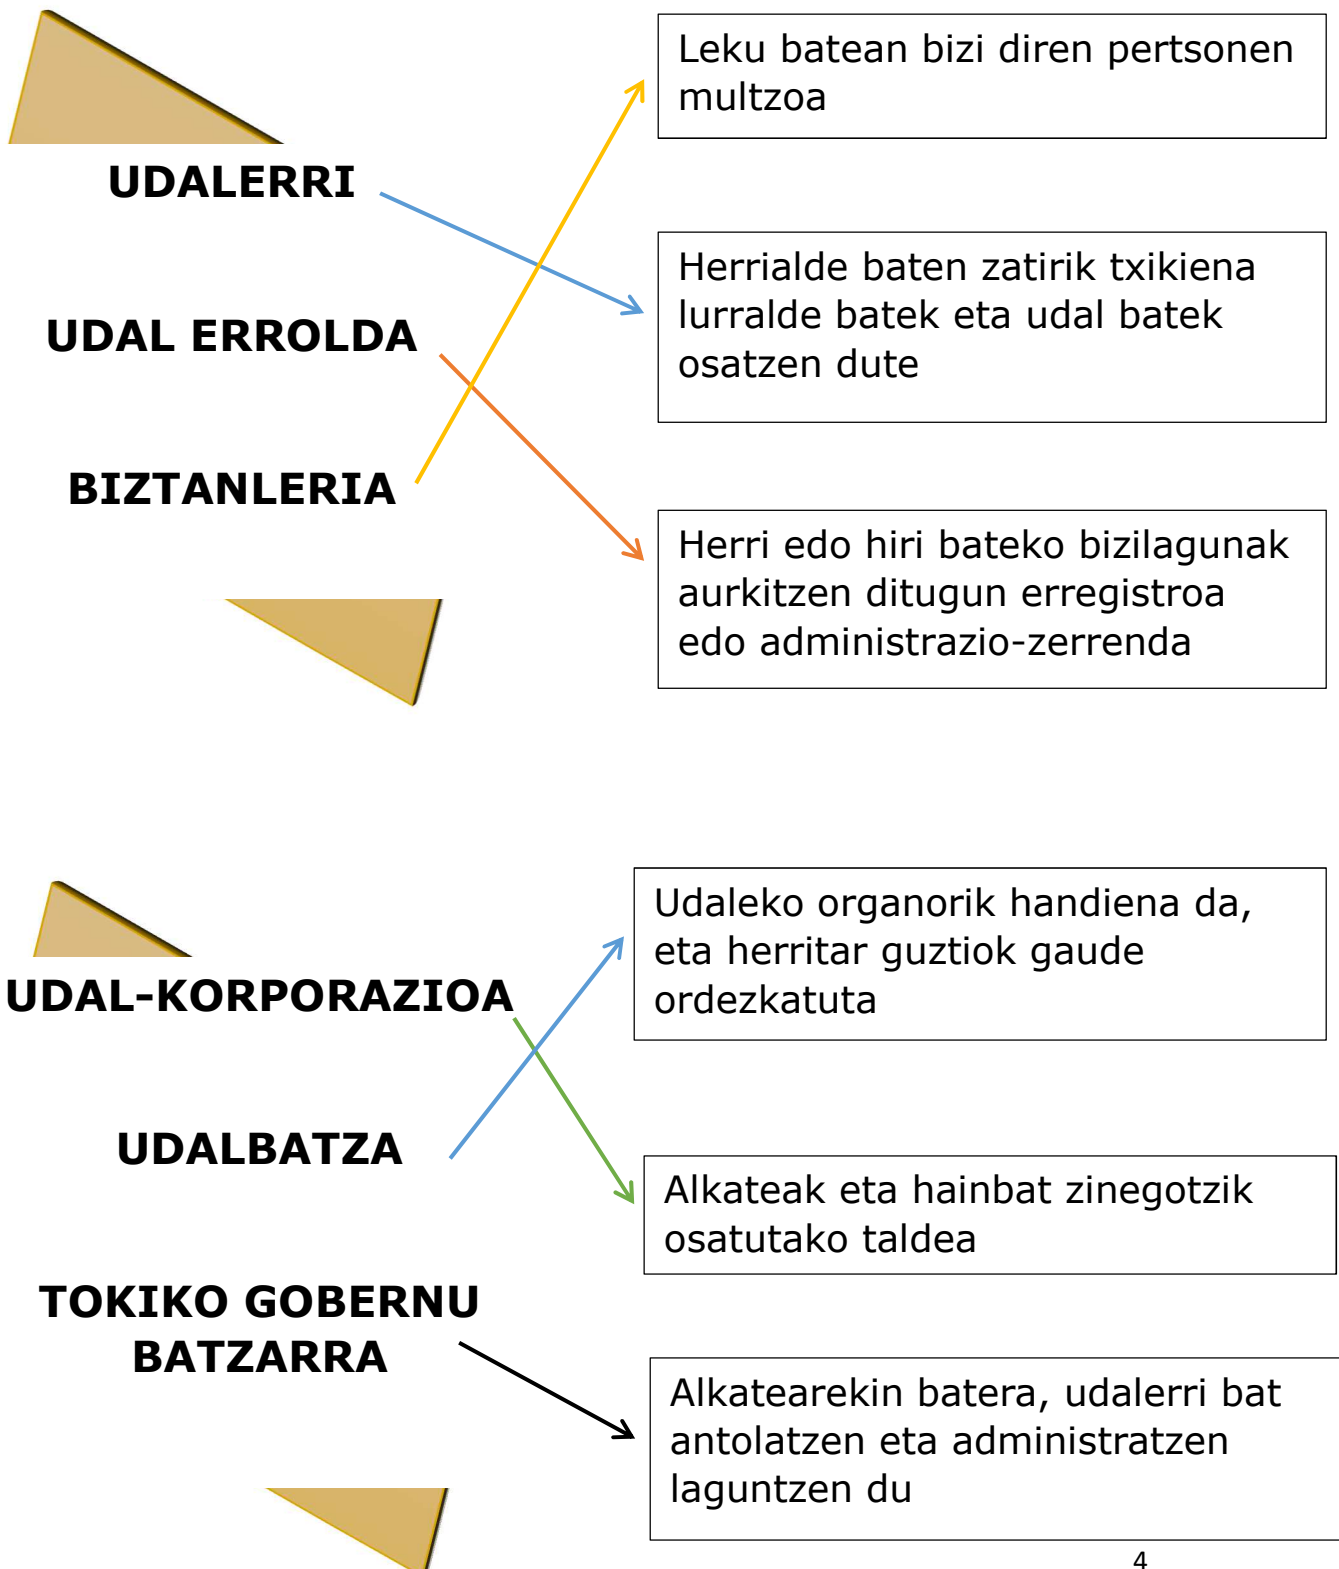 Leku batean bizi diren pertsonen
multzoa
UDALERRI
Herrialde baten zatirik txikiena
lurralde batek eta udal batek
osatzen dute
UDAL ERROLDA
BIZTANLERIA
Herri edo hiri bateko bizilagunak
aurkitzen ditugun erregistroa
edo administrazio-zerrenda
Udaleko organorik handiena da,
eta herritar guztiok gaude
ordezkatuta
UDAL-KORPORAZIOA
UDALBATZA
Alkateak eta hainbat zinegotzik
osatutako taldea
TOKIKO GOBERNU
BATZARRA
Alkatearekin batera, udalerri bat
antolatzen eta administratzen
laguntzen du
4